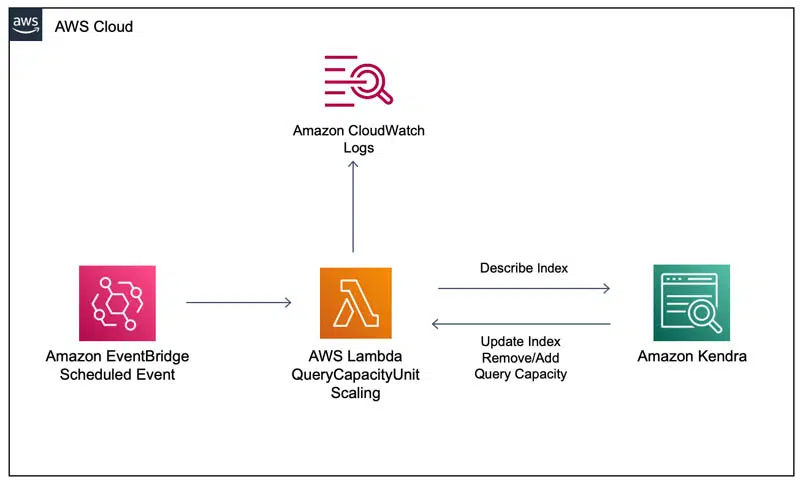 aws
AWS Cloud
Amazon CloudWatch
Logs
Describe Index
Update Index
Remove/Add
Query Capacity
Amazon EventBridge
Scheduled Event
AWS Lambda
QueryCapacityUnit
Scaling
Amazon Kendra